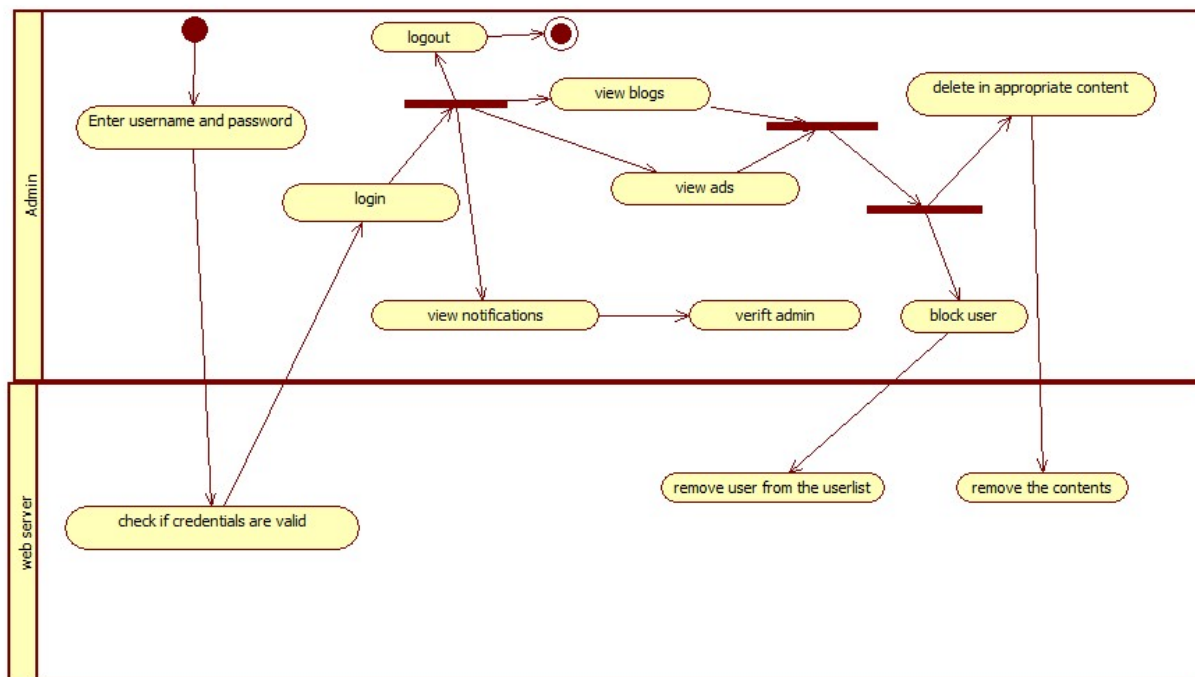 Admin
logout
view blogs
delete in appropriate content
Enter username and password
view ads
login
view notifications
verift admin
block user
web server
remove user from the userlist
remove the contents
check if credentials are valid